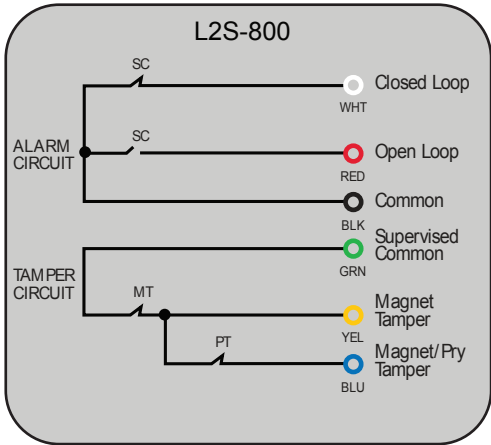 L2S-800
SC
Closed Loop
WHT
SC
ALARM
CIRCUIT
Open Loop
RED
Common
BLK
Supervised
Common
GRN
TAMPER
CIRCUIT
MT
Magnet
Tamper
YEL
PT
Magnet/Pry
Tamper
BLU